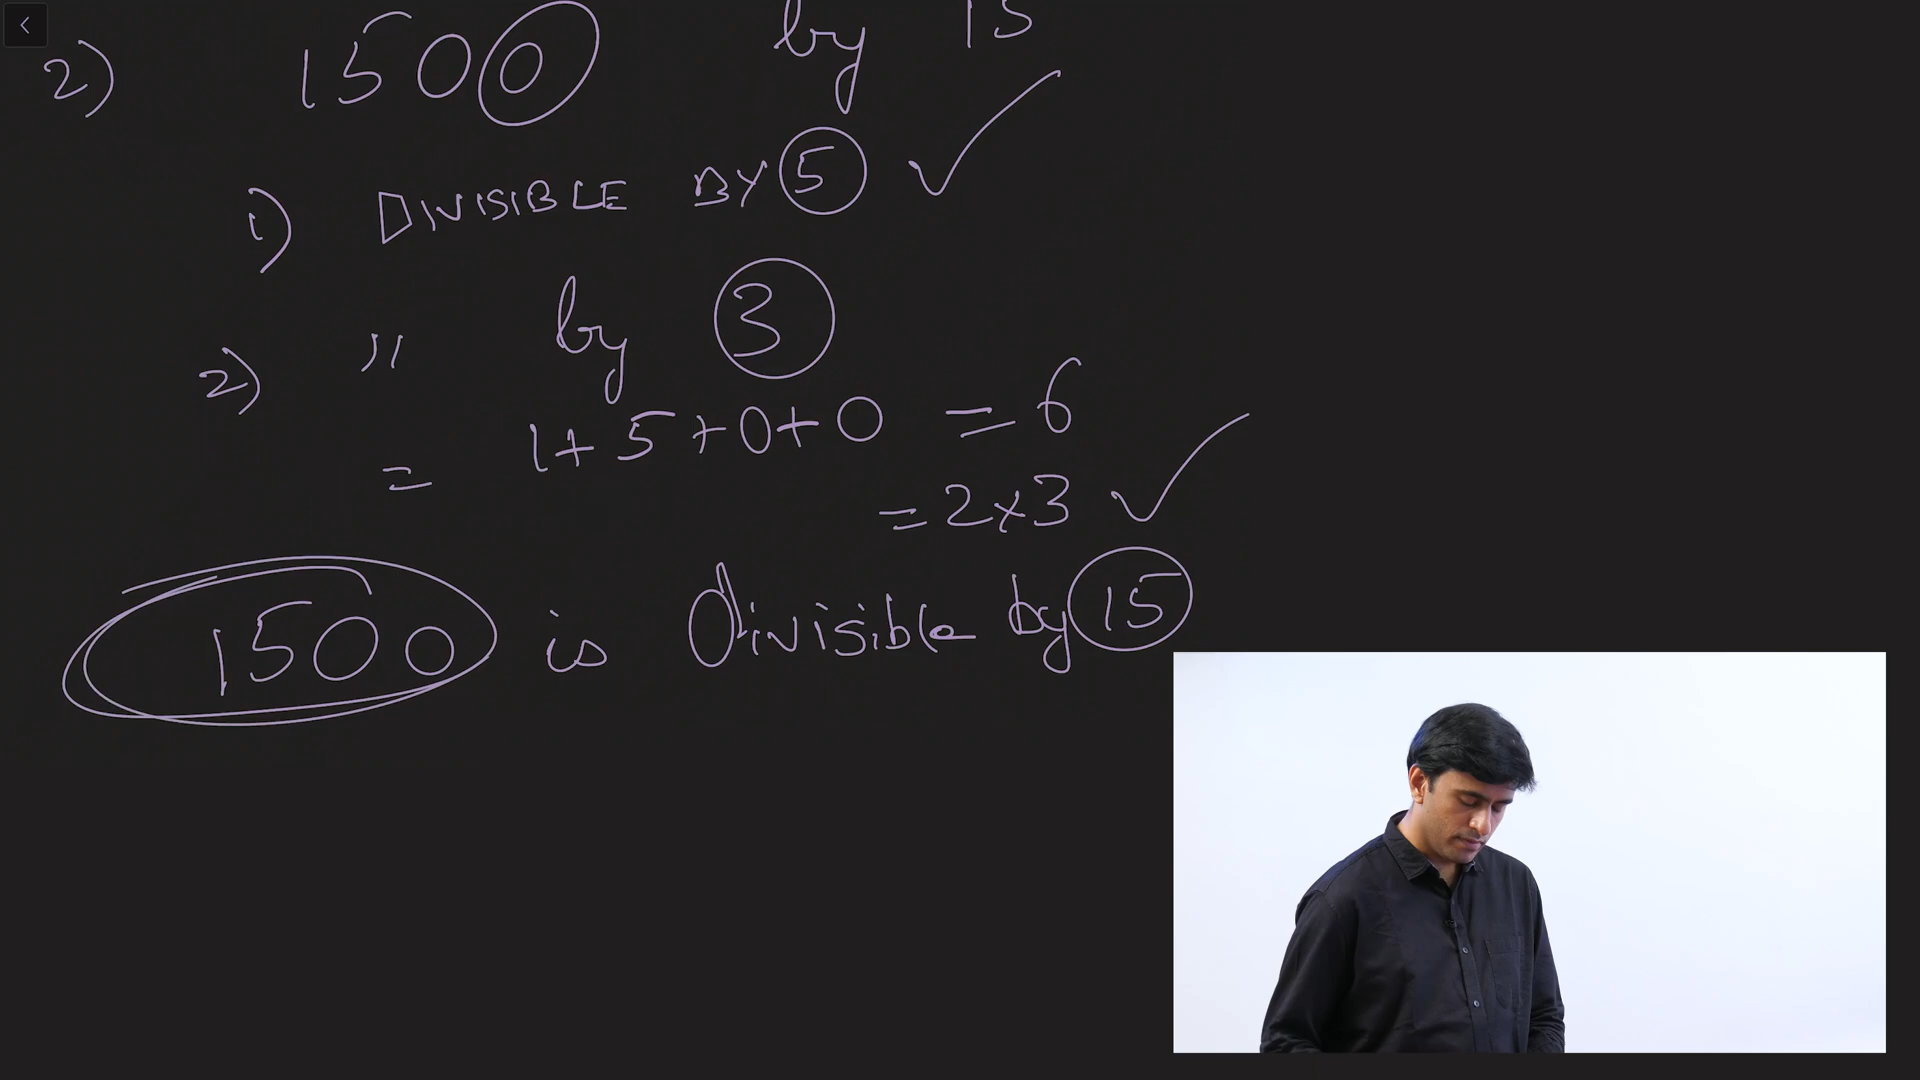 2) 1500 by 15
1) DIVISIBLE BY 5 ✓
2) " by 3
= 1+5+0+0 = 6
= 2×3 ✓
1500 is Divisible by 15